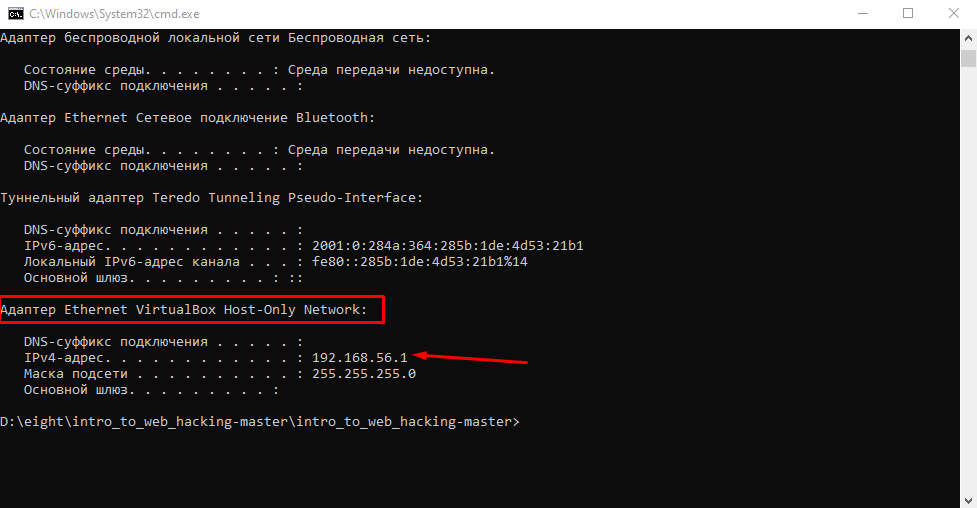 C:\Windows\System32\cmd.exe
Адаптер беспроводной локальной сети Беспроводная сеть:
Состояние среды. . . . . . . . : Среда передачи недоступна.
DNS-суффикс подключения . . . . . :
Адаптер Ethernet Сетевое подключение Bluetooth:
Состояние среды. . . . . . . . : Среда передачи недоступна.
DNS-суффикс подключения . . . . . :
Туннельный адаптер Teredo Tunneling Pseudo-Interface:
DNS-суффикс подключения . . . . . :
IPv6-адрес. . . . . . . . . . . . : 2001:0:284a:364:285b:1de:4d53:21b1
Локальный IPv6-адрес канала . . . : fe80::285b:1de:4d53:21b1%14
Основной шлюз. . . . . . . . . : ::
Адаптер Ethernet VirtualBox Host-Only Network:
DNS-суффикс подключения . . . . . :
IPv4-адрес. . . . . . . . . . . . : 192.168.56.1
Маска подсети . . . . . . . . . . : 255.255.255.0
Основной шлюз. . . . . . . . . :
D:\eight\intro_to_web_hacking-master\intro_to_web_hacking-master>